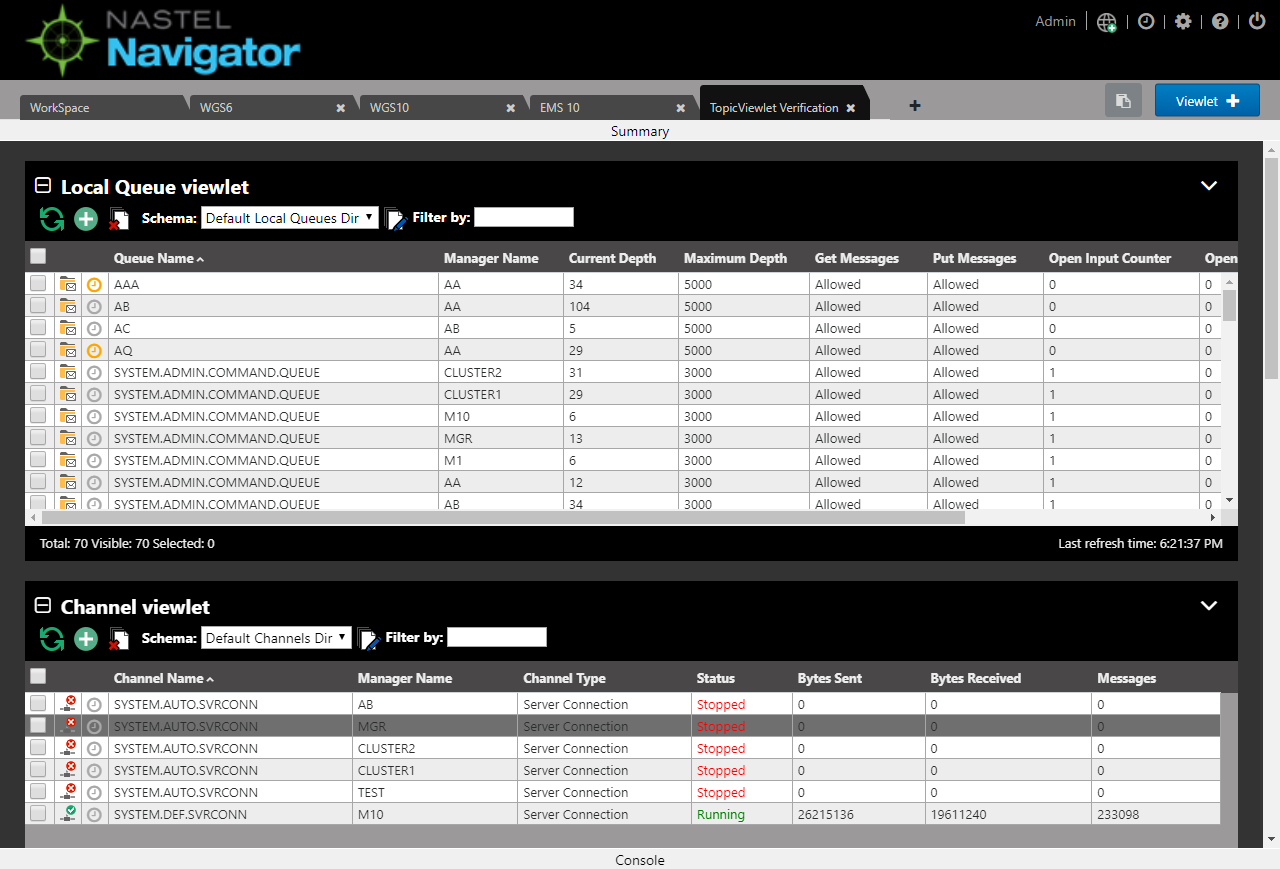 NASTEL
Navigator
Admin
WorkSpace WGS6 WGS10 EMS 10 TopicViewlet Verification Viewlet
Summary
Local Queue viewlet
Schema: Default Local Queues Dir Filter by:
Queue Name Manager Name Current Depth Maximum Depth Get Messages Put Messages Open Input Counter Open
AAA AA 34 5000 Allowed Allowed 0 0
AB AA 104 5000 Allowed Allowed 0 0
AC AB 5 5000 Allowed Allowed 0 0
AQ AA 29 5000 Allowed Allowed 0 0
SYSTEM.ADMIN.COMMAND.QUEUE CLUSTER2 31 3000 Allowed Allowed 1 0
SYSTEM.ADMIN.COMMAND.QUEUE CLUSTER1 29 3000 Allowed Allowed 1 0
SYSTEM.ADMIN.COMMAND.QUEUE M10 6 3000 Allowed Allowed 1 0
SYSTEM.ADMIN.COMMAND.QUEUE MGR 13 3000 Allowed Allowed 1 0
SYSTEM.ADMIN.COMMAND.QUEUE M1 6 3000 Allowed Allowed 1 0
SYSTEM.ADMIN.COMMAND.QUEUE AA 12 3000 Allowed Allowed 1 0
SYSTEM.ADMIN.COMMAND.QUEUE AB 34 3000 Allowed Allowed 1 0
Total: 70 Visible: 70 Selected: 0 Last refresh time: 6:21:37 PM
Channel viewlet
Schema: Default Channels Dir Filter by:
Channel Name Manager Name Channel Type Status Bytes Sent Bytes Received Messages
SYSTEM.AUTO.SVRCONN AB Server Connection Stopped 0 0 0
SYSTEM.AUTO.SVRCONN MGR Server Connection Stopped 0 0 0
SYSTEM.AUTO.SVRCONN CLUSTER2 Server Connection Stopped 0 0 0
SYSTEM.AUTO.SVRCONN CLUSTER1 Server Connection Stopped 0 0 0
SYSTEM.AUTO.SVRCONN TEST Server Connection Stopped 0 0 0
SYSTEM.DEF.SVRCONN M10 Server Connection Running 26215136 19611240 233098
Console